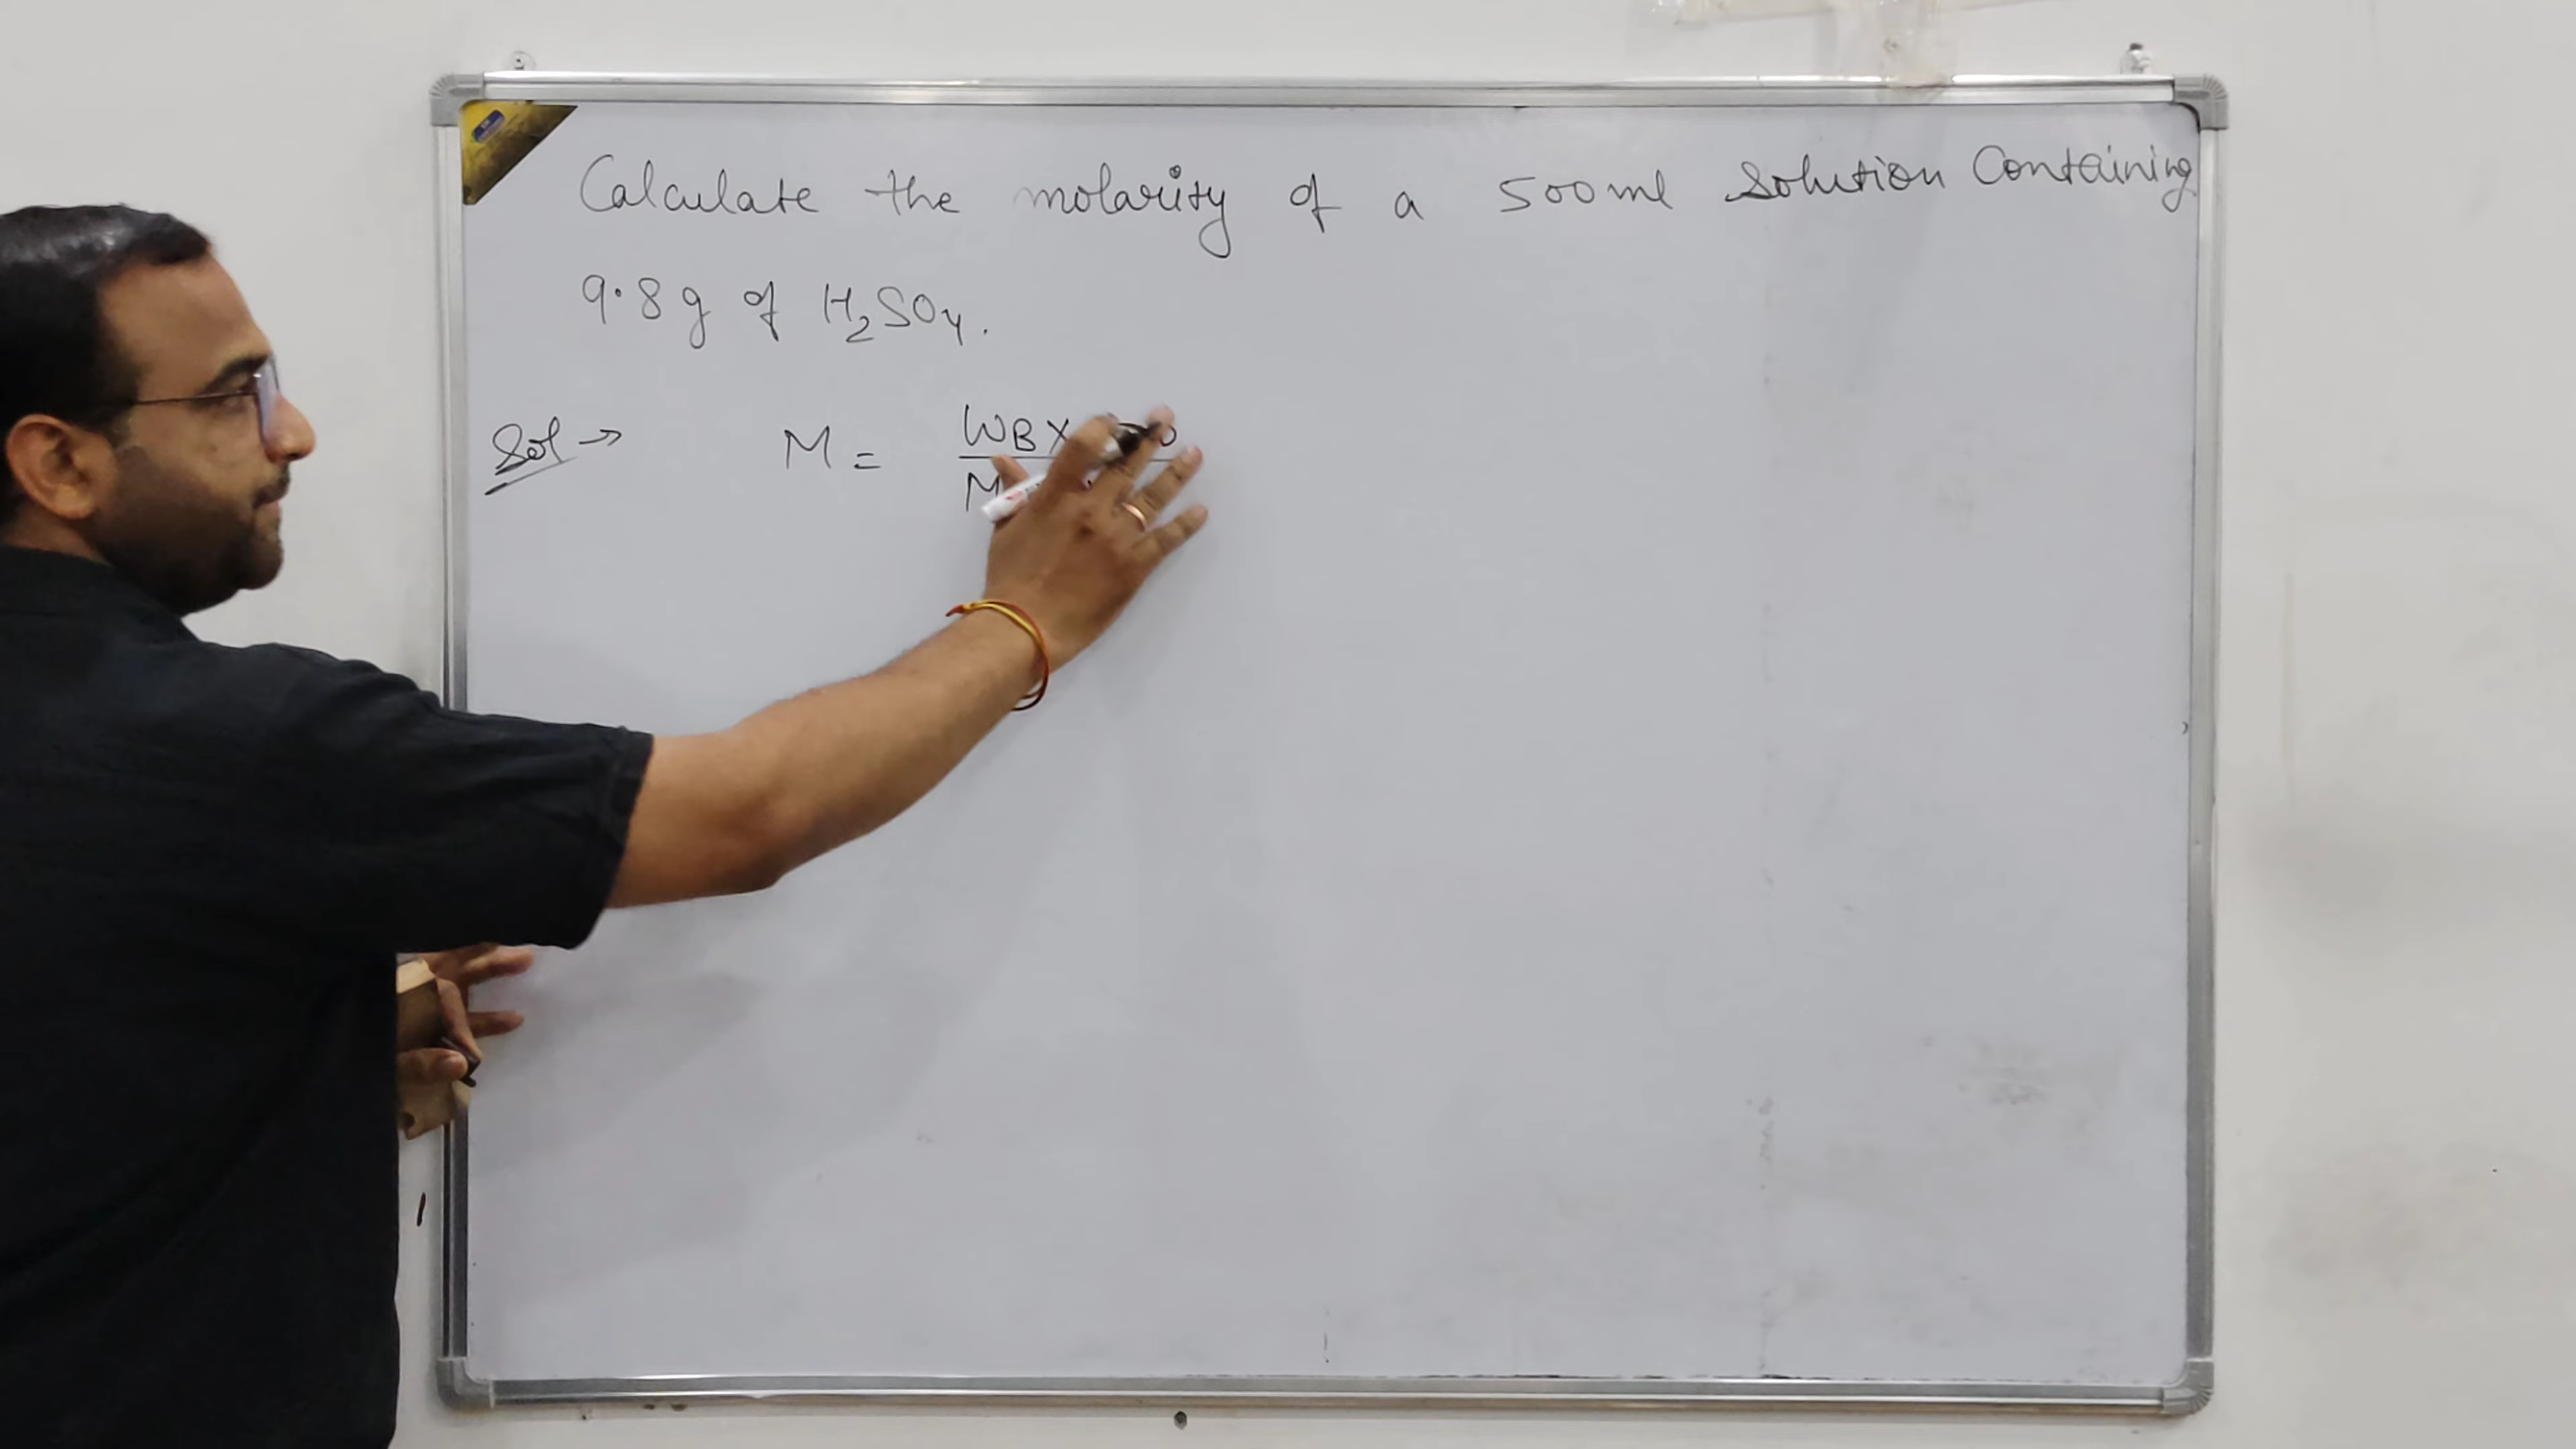 Calculate the molarity of a 500ml Solution Containing
9.8g of H₂SO₄.
Sol → M = WB X
M